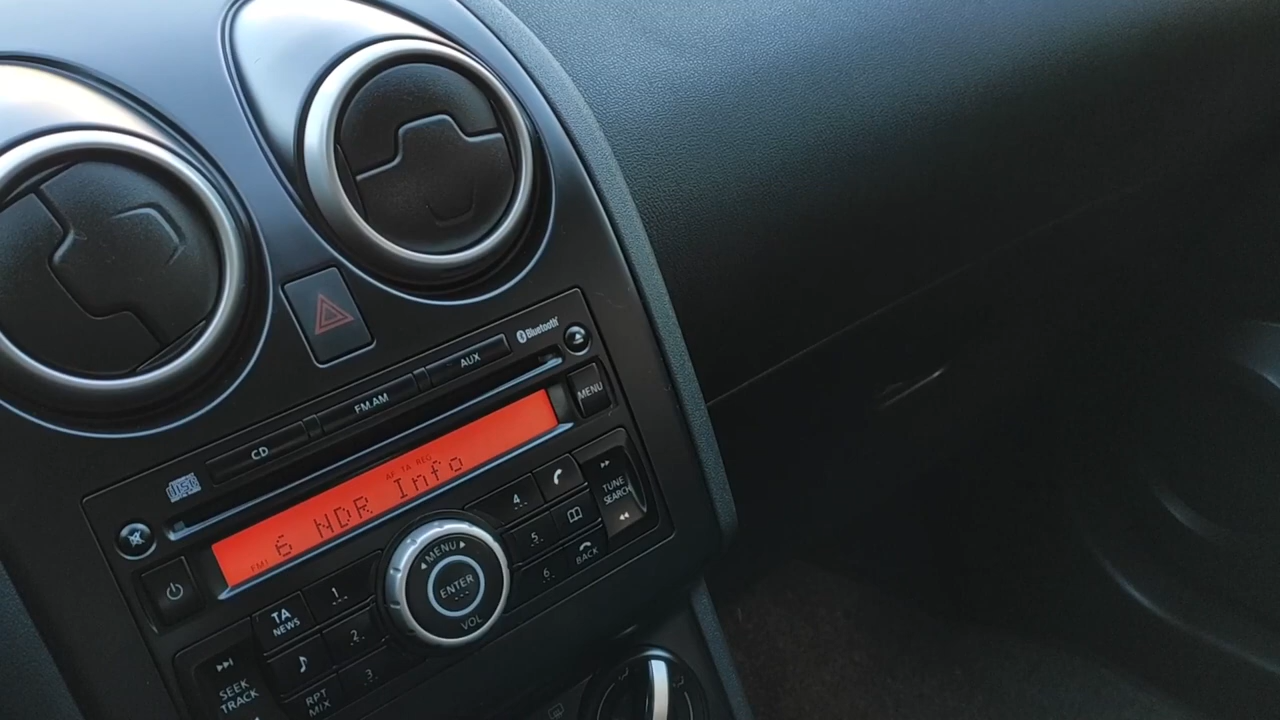 Bluetooth
AUX
FM.AM
CD
DISC
MENU
AF TA REG
FM1 6 NDR Info
TUNE
SEARCH
4
5
6
BACK
MENU
ENTER
VOL
1
2
3
TA
NEWS
RPT
MIX
SEEK
TRACK